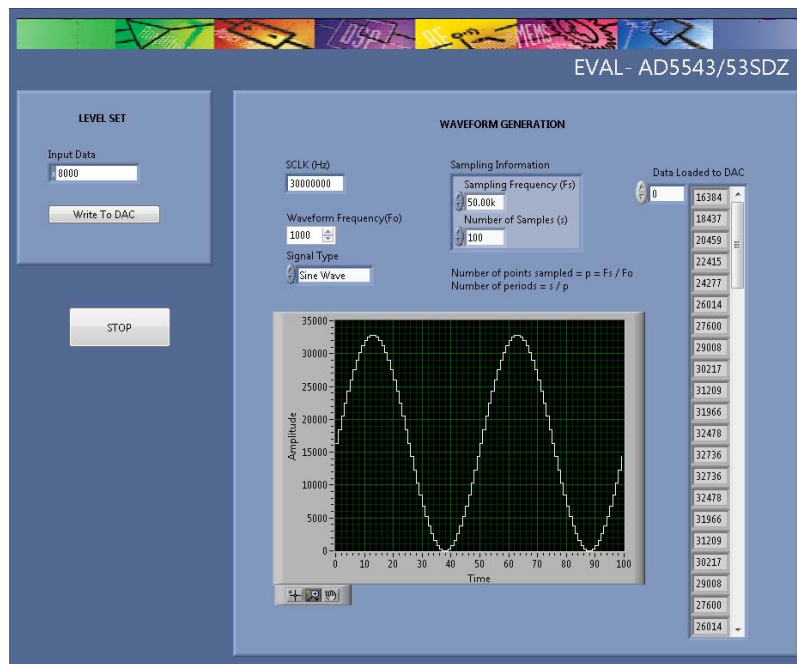 DSP
RF
MEMS
EVAL- AD5543/53SDZ
LEVEL SET
Input Data
x 8000
Write To DAC
STOP
WAVEFORM GENERATION
SCLK (Hz)
30000000
Waveform Frequency(Fo)
1000
Signal Type
Sine Wave
Sampling Information
Sampling Frequency (Fs)
50.00k
Number of Samples (s)
100
Number of points sampled = p = Fs / Fo
Number of periods = s / p
Data Loaded to DAC
0
16384
18437
20459
22415
24277
26014
27600
29008
30217
31209
31966
32478
32736
32736
32478
31966
31209
30217
29008
27600
26014
Amplitude
35000
30000
25000
20000
15000
10000
5000
0
0 10 20 30 40 50 60 70 80 90 100
Time